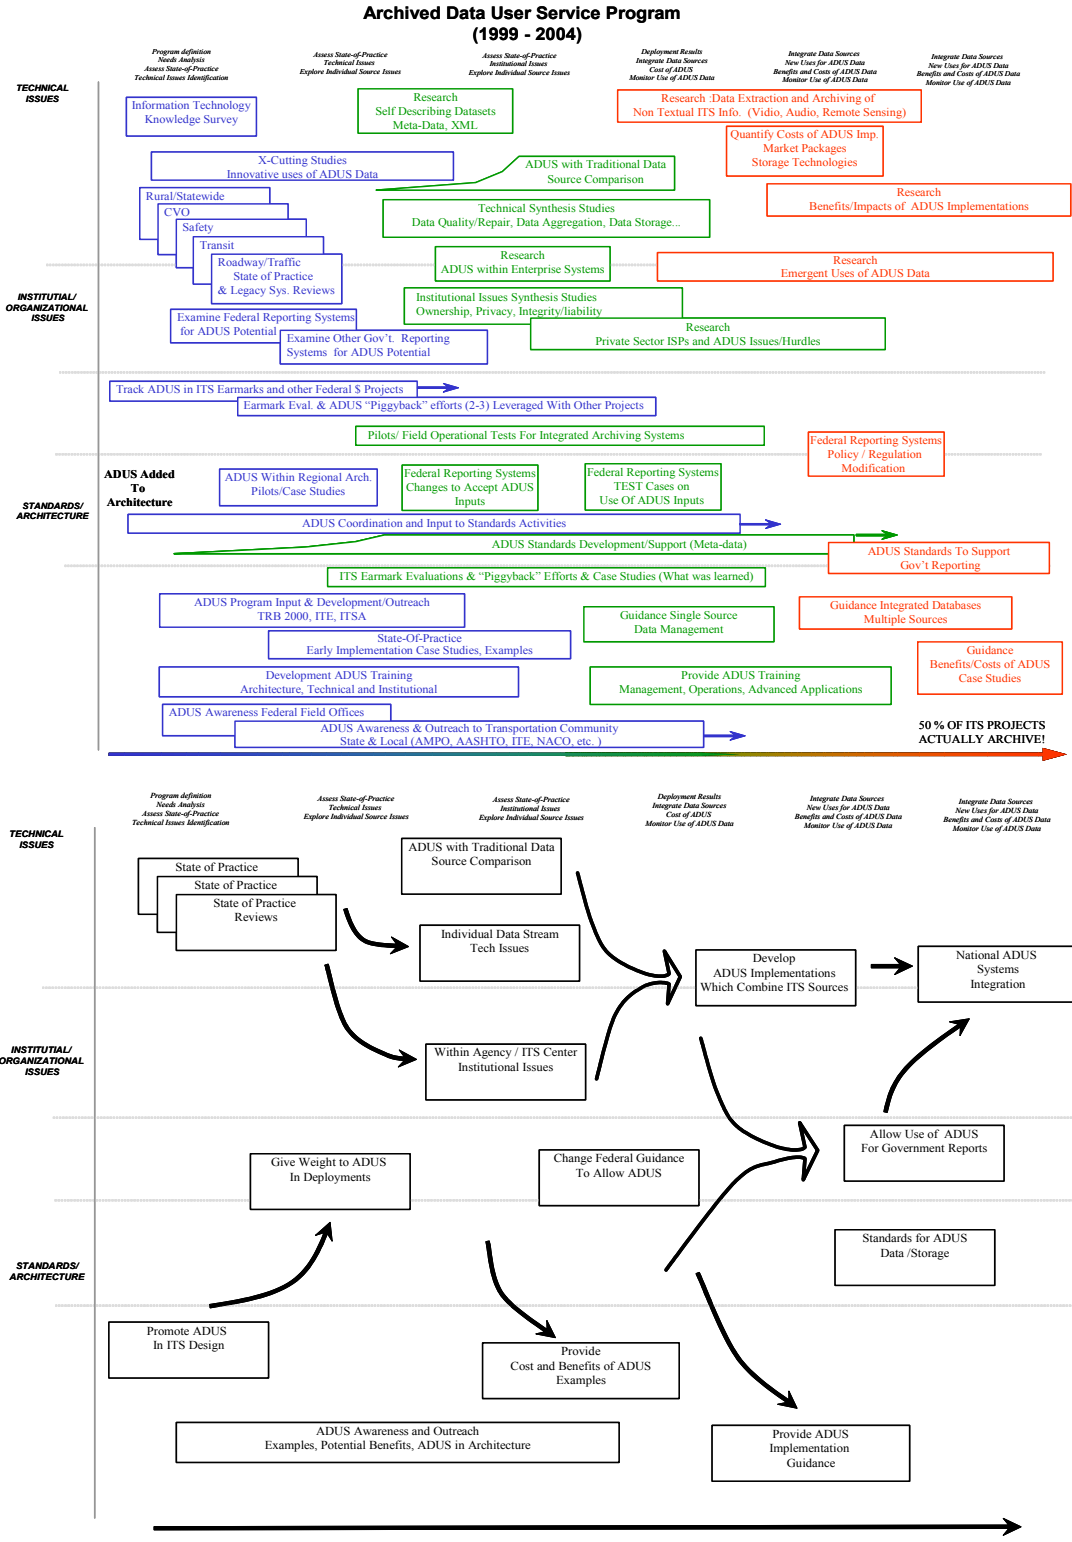 Archived Data User Service Program
(1999 - 2004)
Program definition
Needs Analysis
Assess State-of-Practice
Technical Issues Identification
Assess State-of-Practice
Technical Issues
Explore Individual Source Issues
Assess State-of-Practice
Institutional Issues
Explore Individual Source Issues
Deployment Results
Integrate Data Sources
Cost of ADUS
Monitor Use of ADUS Data
Integrate Data Sources
New Uses for ADUS Data
Benefits and Costs of ADUS Data
Monitor Use of ADUS Data
Integrate Data Sources
New Uses for ADUS Data
Benefits and Costs of ADUS Data
Monitor Use of ADUS Data
TECHNICAL
ISSUES
Information Technology
Knowledge Survey
Research
Self Describing Datasets
Meta-Data, XML
Research :Data Extraction and Archiving of
Non Textual ITS Info.  (Vidio, Audio, Remote Sensing)
Quantify Costs of ADUS Imp.
Market Packages
Storage Technologies
X-Cutting Studies
Innovative uses of ADUS Data
ADUS with Traditional Data
Source Comparison
Research
Benefits/Impacts of  ADUS Implementations
Rural/Statewide
CVO
Safety
Transit
Roadway/Traffic
State of Practice
& Legacy Sys. Reviews
Technical Synthesis Studies
Data Quality/Repair, Data Aggregation, Data Storage...
Research
ADUS within Enterprise Systems
Research
Emergent Uses of ADUS Data
INSTITUTIAL/
ORGANIZATIONAL
ISSUES
Institutional Issues Synthesis Studies
Ownership, Privacy, Integrity/liability
Examine Federal Reporting Systems
for ADUS Potential
Examine Other Gov't.  Reporting
Systems  for ADUS Potential
Research
Private Sector ISPs and ADUS Issues/Hurdles
Track ADUS in ITS Earmarks and other Federal $ Projects
Earmark Eval. & ADUS “Piggyback” efforts (2-3) Leveraged With Other Projects
Pilots/ Field Operational Tests For Integrated Archiving Systems
Federal Reporting Systems
Policy / Regulation
Modification
ADUS Added
To
Architecture
ADUS Within Regional Arch.
Pilots/Case Studies
Federal Reporting Systems
Changes to Accept ADUS
Inputs
Federal Reporting Systems
TEST Cases on
Use Of ADUS Inputs
STANDARDS/
ARCHITECTURE
ADUS Coordination and Input to Standards Activities
ADUS Standards Development/Support (Meta-data)
ADUS Standards To Support
Gov't Reporting
ITS Earmark Evaluations & “Piggyback” Efforts & Case Studies (What was learned)
ADUS Program Input & Development/Outreach
TRB 2000, ITE, ITSA
Guidance Single Source
Data Management
Guidance Integrated Databases
Multiple Sources
State-Of-Practice
Early Implementation Case Studies, Examples
Guidance
Benefits/Costs of ADUS
Case Studies
Development ADUS Training
Architecture, Technical and Institutional
Provide ADUS Training
Management, Operations, Advanced Applications
ADUS Awareness Federal Field Offices
ADUS Awareness & Outreach to Transportation Community
State & Local (AMPO, AASHTO, ITE, NACO, etc. )
50 % OF ITS PROJECTS
ACTUALLY ARCHIVE!
Program definition
Needs Analysis
Assess State-of-Practice
Technical Issues Identification
Assess State-of-Practice
Technical Issues
Explore Individual Source Issues
Assess State-of-Practice
Institutional Issues
Explore Individual Source Issues
Deployment Results
Integrate Data Sources
Cost of ADUS
Monitor Use of ADUS Data
Integrate Data Sources
New Uses for ADUS Data
Benefits and Costs of ADUS Data
Monitor Use of ADUS Data
Integrate Data Sources
New Uses for ADUS Data
Benefits and Costs of ADUS Data
Monitor Use of ADUS Data
TECHNICAL
ISSUES
ADUS with Traditional Data
Source Comparison
State of Practice
State of Practice
State of Practice
Reviews
Individual Data Stream
Tech Issues
Develop
ADUS Implementations
Which Combine ITS Sources
National ADUS
Systems
Integration
INSTITUTIAL/
ORGANIZATIONAL
ISSUES
Within Agency / ITS Center
Institutional Issues
Allow Use of  ADUS
For Government Reports
Give Weight to ADUS
In Deployments
Change Federal Guidance
To Allow ADUS
Standards for ADUS
Data /Storage
STANDARDS/
ARCHITECTURE
Promote ADUS
In ITS Design
Provide
Cost and Benefits of ADUS
Examples
ADUS Awareness and Outreach
Examples, Potential Benefits, ADUS in Architecture
Provide ADUS
Implementation
Guidance